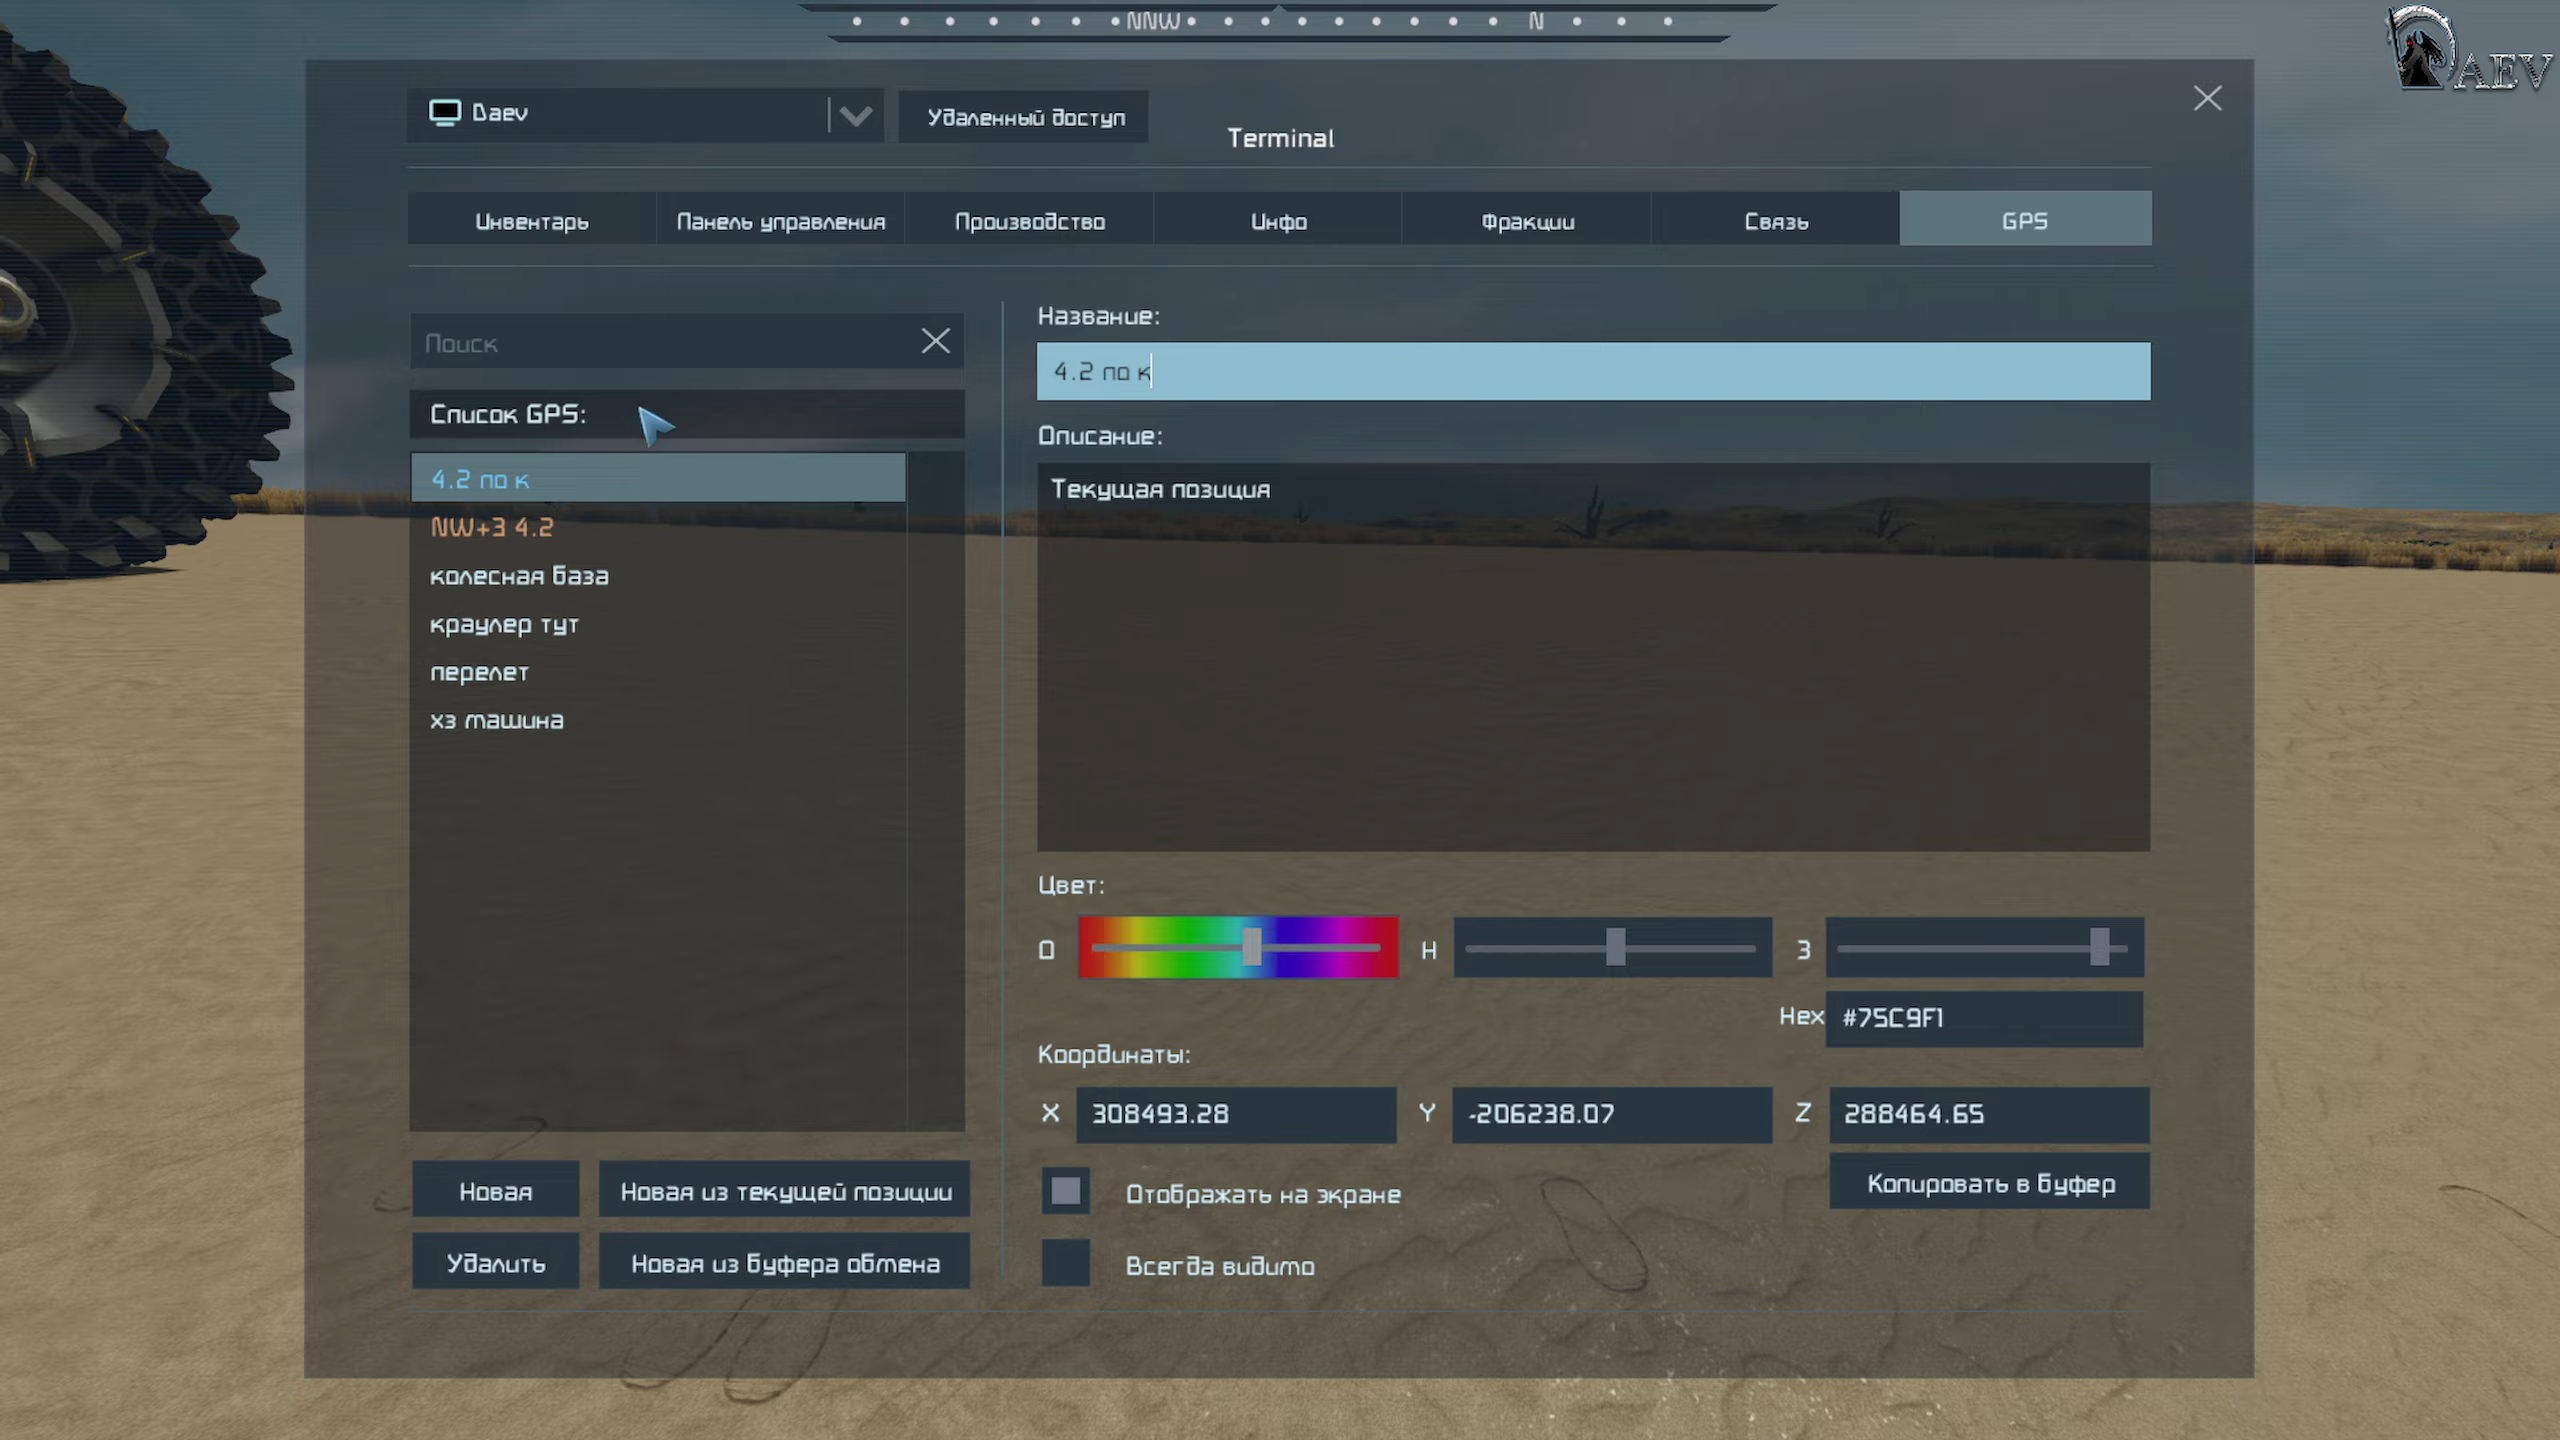 NNW N
DAEV
Daev
Удаленный доступ
Terminal
Инвентарь
Панель управления
Производство
Инфо
Фракции
Связь
GPS
Поиск
Список GPS:
4.2 по к
NW+3 4.2
колесная база
краулер тут
перелет
хз машина
Новая
Новая из текущей позиции
Удалить
Новая из буфера обмена
Название:
4.2 по к
Описание:
Текущая позиция
Цвет:
О
Н
З
Hex #75C9F1
Координаты:
X 308493.28
Y -206238.07
Z 288464.65
Копировать в буфер
Отображать на экране
Всегда видимо